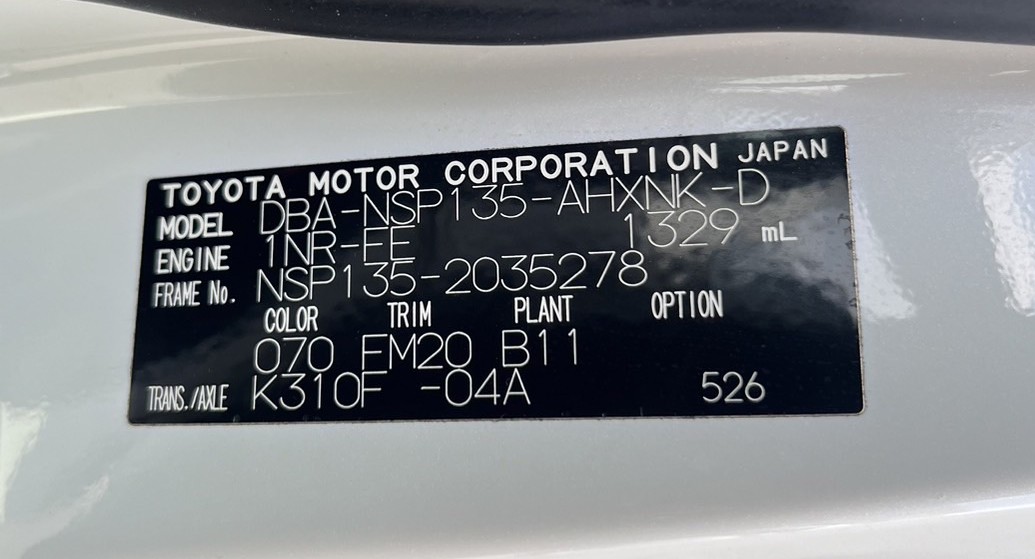 TOYOTA MOTOR CORPORATION JAPAN
MODEL DBA-NSP135-AHXNK-D
ENGINE 1NR-FE 1329 mL
FRAME No. NSP135-2035278
COLOR TRIM PLANT OPTION
070 FM20 B11
TRANS./AXLE K310F -04A 526